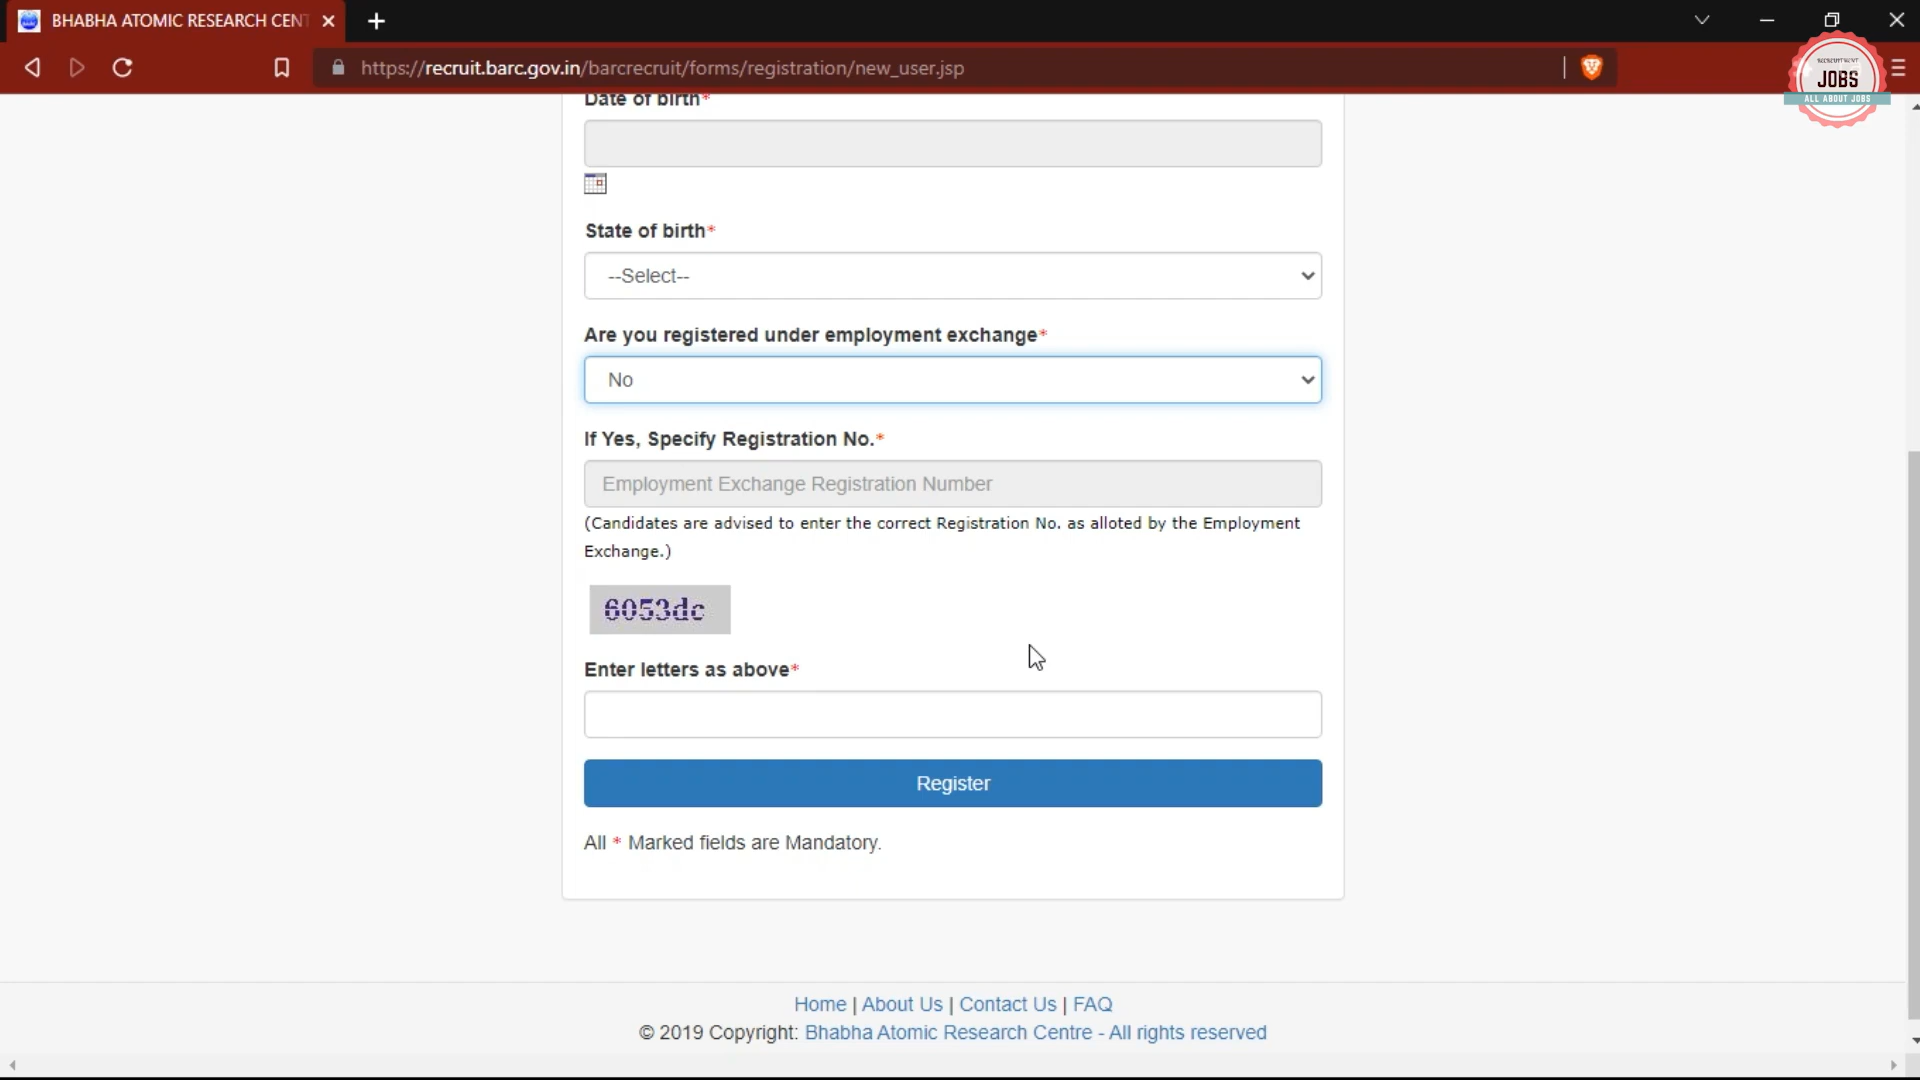 BHABHA ATOMIC RESEARCH CENT
https://recruit.barc.gov.in/barcrecruit/forms/registration/new_user.jsp
RECRUITMENT
JOBS
ALL ABOUT JOBS
Date of birth*
State of birth*
--Select--
Are you registered under employment exchange*
No
If Yes, Specify Registration No.*
Employment Exchange Registration Number
(Candidates are advised to enter the correct Registration No. as alloted by the Employment
Exchange.)
6053dc
Enter letters as above*
Register
All * Marked fields are Mandatory.
Home | About Us | Contact Us | FAQ
© 2019 Copyright: Bhabha Atomic Research Centre - All rights reserved